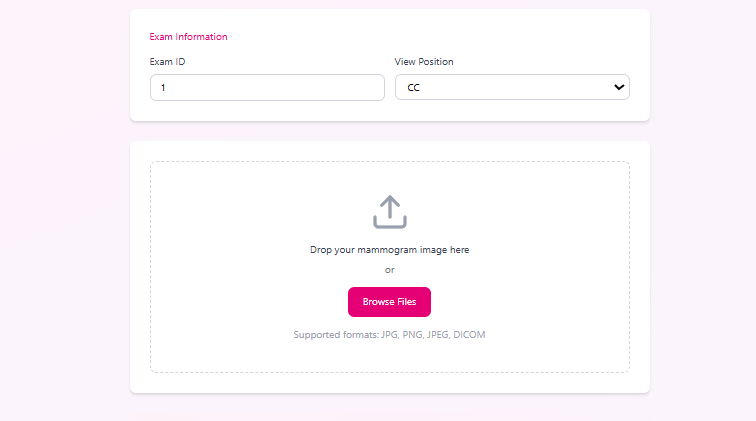 Exam Information
Exam ID
View Position
1
CC
Drop your mammogram image here
or
Browse Files
Supported formats: JPG, PNG, JPEG, DICOM